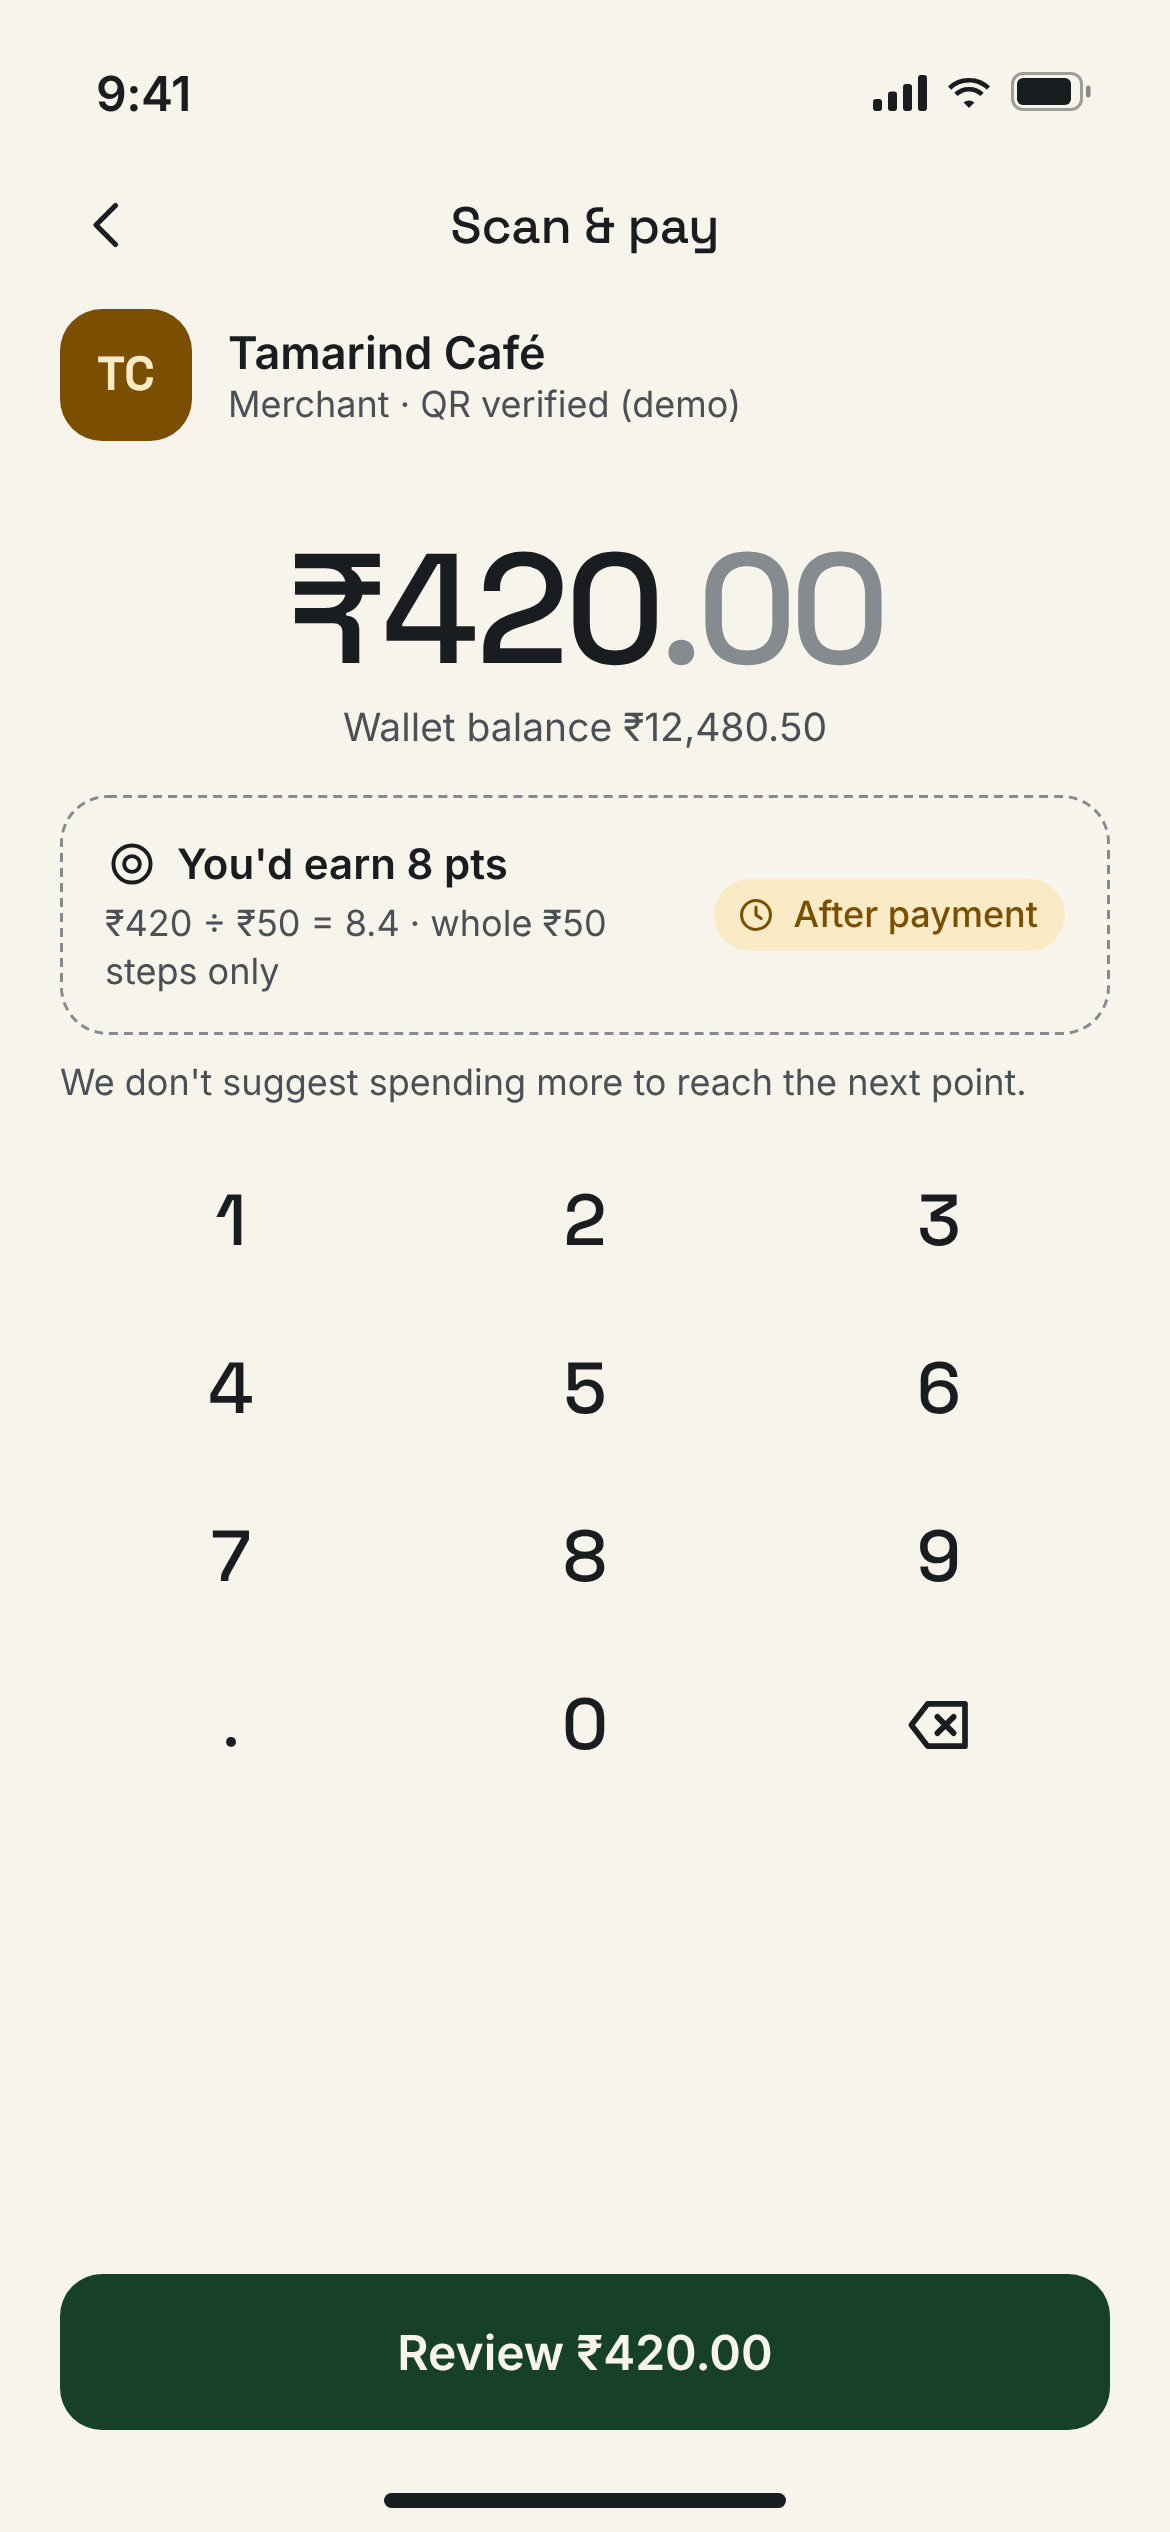 9:41
Scan & pay
TC
Tamarind Café
Merchant · QR verified (demo)
₹420.00
Wallet balance ₹12,480.50
You'd earn 8 pts
₹420 ÷ ₹50 = 8.4 · whole ₹50
steps only
After payment
We don't suggest spending more to reach the next point.
1 2 3
4 5 6
7 8 9
. 0
Review ₹420.00